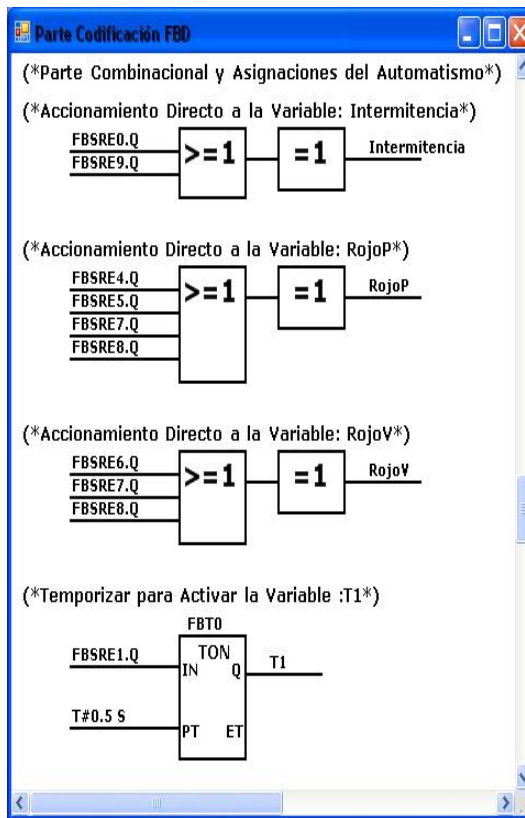 Parte Codificación FBD
(*Parte Combinacional y Asignaciones del Automatismo*)
(*Accionamiento Directo a la Variable: Intermitencia*)
FBSRE0.Q
FBSRE9.Q
>=1
=1
Intermitencia
(*Accionamiento Directo a la Variable: RojoP*)
FBSRE4.Q
FBSRE5.Q
FBSRE7.Q
FBSRE8.Q
>=1
=1
RojoP
(*Accionamiento Directo a la Variable: RojoV*)
FBSRE6.Q
FBSRE7.Q
FBSRE8.Q
>=1
=1
RojoV
(*Temporizar para Activar la Variable :T1*)
FBT0
FBSRE1.Q
TON
IN Q
T1
T#0.5 S
PT ET